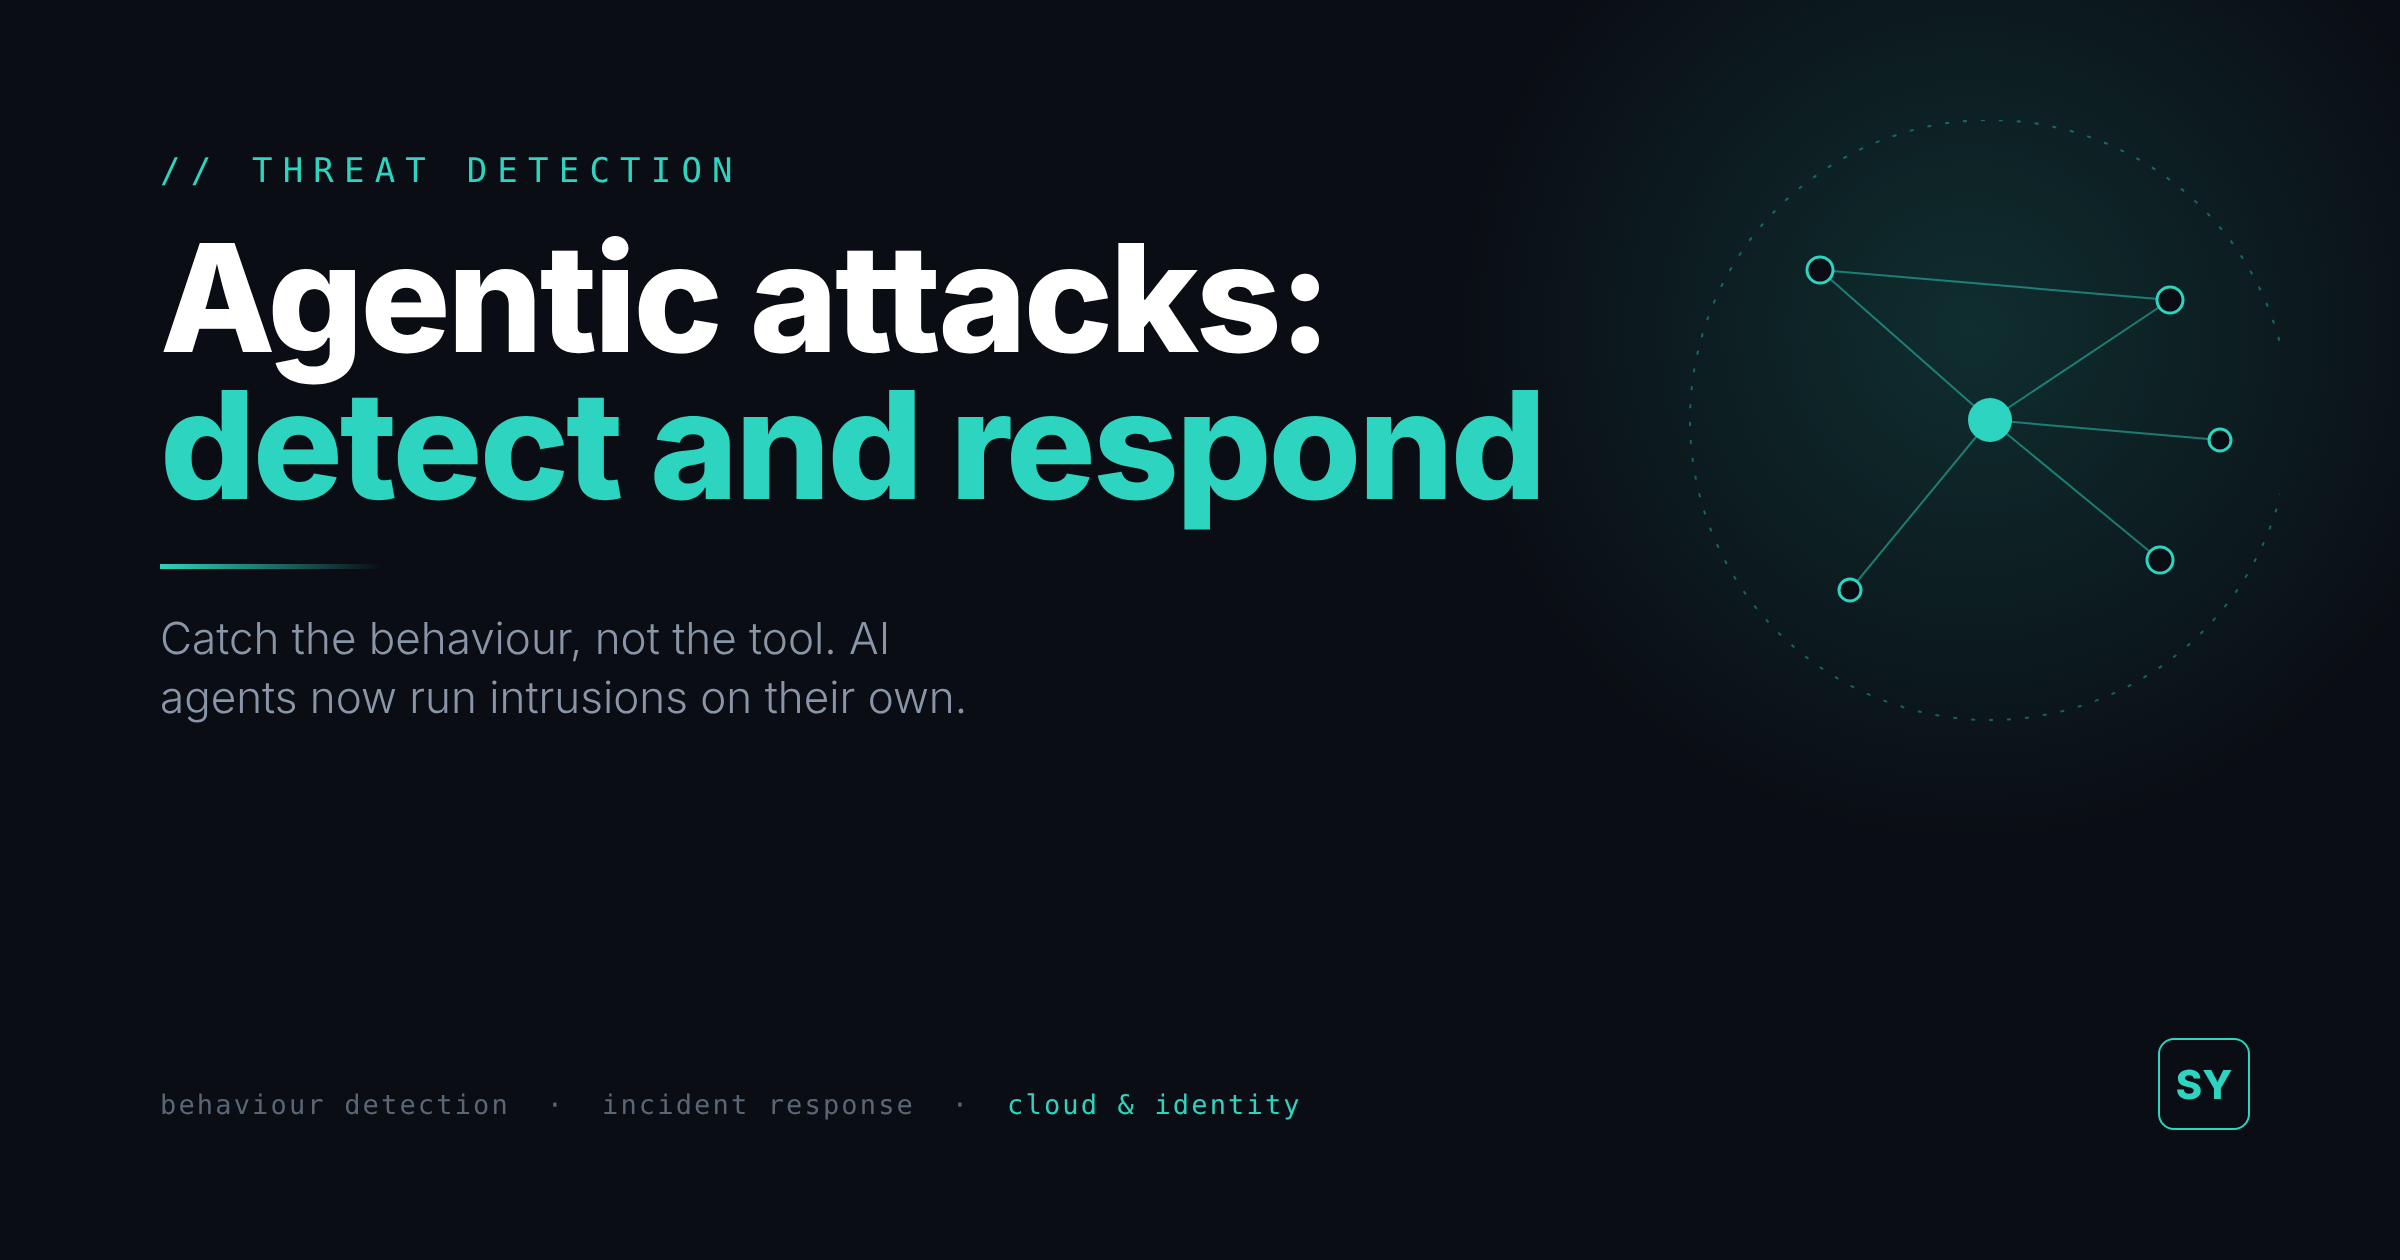 // THREAT DETECTION
Agentic attacks:
detect and respond
Catch the behaviour, not the tool. AI
agents now run intrusions on their own.
behaviour detection · incident response · cloud & identity
SY